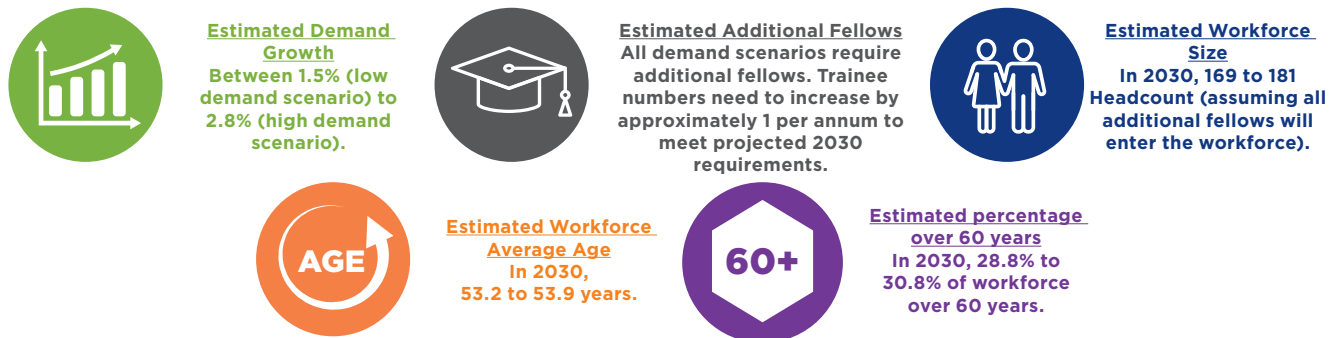 Estimated Demand
Growth
Between 1.5% (low
demand scenario) to
2.8% (high demand
scenario).
Estimated Additional Fellows
All demand scenarios require
additional fellows. Trainee
numbers need to increase by
approximately 1 per annum to
meet projected 2030
requirements.
Estimated Workforce
Size
In 2030, 169 to 181
Headcount (assuming all
additional fellows will
enter the workforce).
AGE
Estimated Workforce
Average Age
In 2030,
53.2 to 53.9 years.
60+
Estimated percentage
over 60 years
In 2030, 28.8% to
30.8% of workforce
over 60 years.